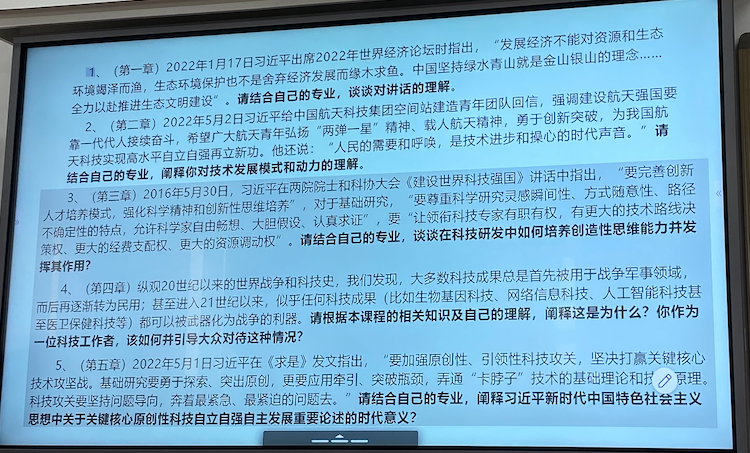 1、（第一章）2022年1月17日习近平出席2022年世界经济论坛时指出，“发展经济不能对资源和生态
环境竭泽而渔，生态环境保护也不是舍弃经济发展而缘木求鱼。中国坚持绿水青山就是金山银山的理念……
全力以赴推进生态文明建设”。请结合自己的专业，谈谈对讲话的理解。
2、（第二章）2022年5月2日习近平给中国航天科技集团空间站建造青年团队回信，强调建设航天强国要
靠一代代人接续奋斗，希望广大航天青年弘扬“两弹一星”精神、载人航天精神，勇于创新突破，为我国航
天科技实现高水平自立自强再立新功。他还说：“人民的需要和呼唤，是技术进步和操心的时代声音。”请
结合自己的专业，阐释你对技术发展模式和动力的理解。
3、（第三章）2016年5月30日，习近平在两院院士和科协大会《建设世界科技强国》讲话中指出，“要完善创新
人才培养模式，强化科学精神和创新性思维培养”，对于基础研究，“要尊重科学研究灵感瞬间性、方式随意性、路径
不确定性的特点，允许科学家自由畅想、大胆假设、认真求证”，要“让领衔科技专家有职有权，有更大的技术路线决
策权、更大的经费支配权、更大的资源调动权”。请结合自己的专业，谈谈在科技研发中如何培养创造性思维能力并发
挥其作用？
4、（第四章）纵观20世纪以来的世界战争和科技史，我们发现，大多数科技成果总是首先被用于战争军事领域，
而后再逐渐转为民用；甚至进入21世纪以来，似乎任何科技成果（比如生物基因科技、网络信息科技、人工智能科技甚
至医卫保健科技等）都可以被武器化为战争的利器。请根据本课程的相关知识及自己的理解，阐释这是为什么？你作为
一位科技工作者，该如何并引导大众对待这种情况？
5、（第五章）2022年5月1日习近平在《求是》发文指出，“要加强原创性、引领性科技攻关，坚决打赢关键核心
技术攻坚战。基础研究要勇于探索、突出原创，更要应用牵引、突破瓶颈，弄通“卡脖子”技术的基础理论和技原理。
科技攻关要坚持问题导向，奔着最紧急、最紧迫的问题去。”请结合自己的专业，阐释习近平新时代中国特色社会主义
思想中关于关键核心原创性科技自立自强自主发展重要论述的时代意义？